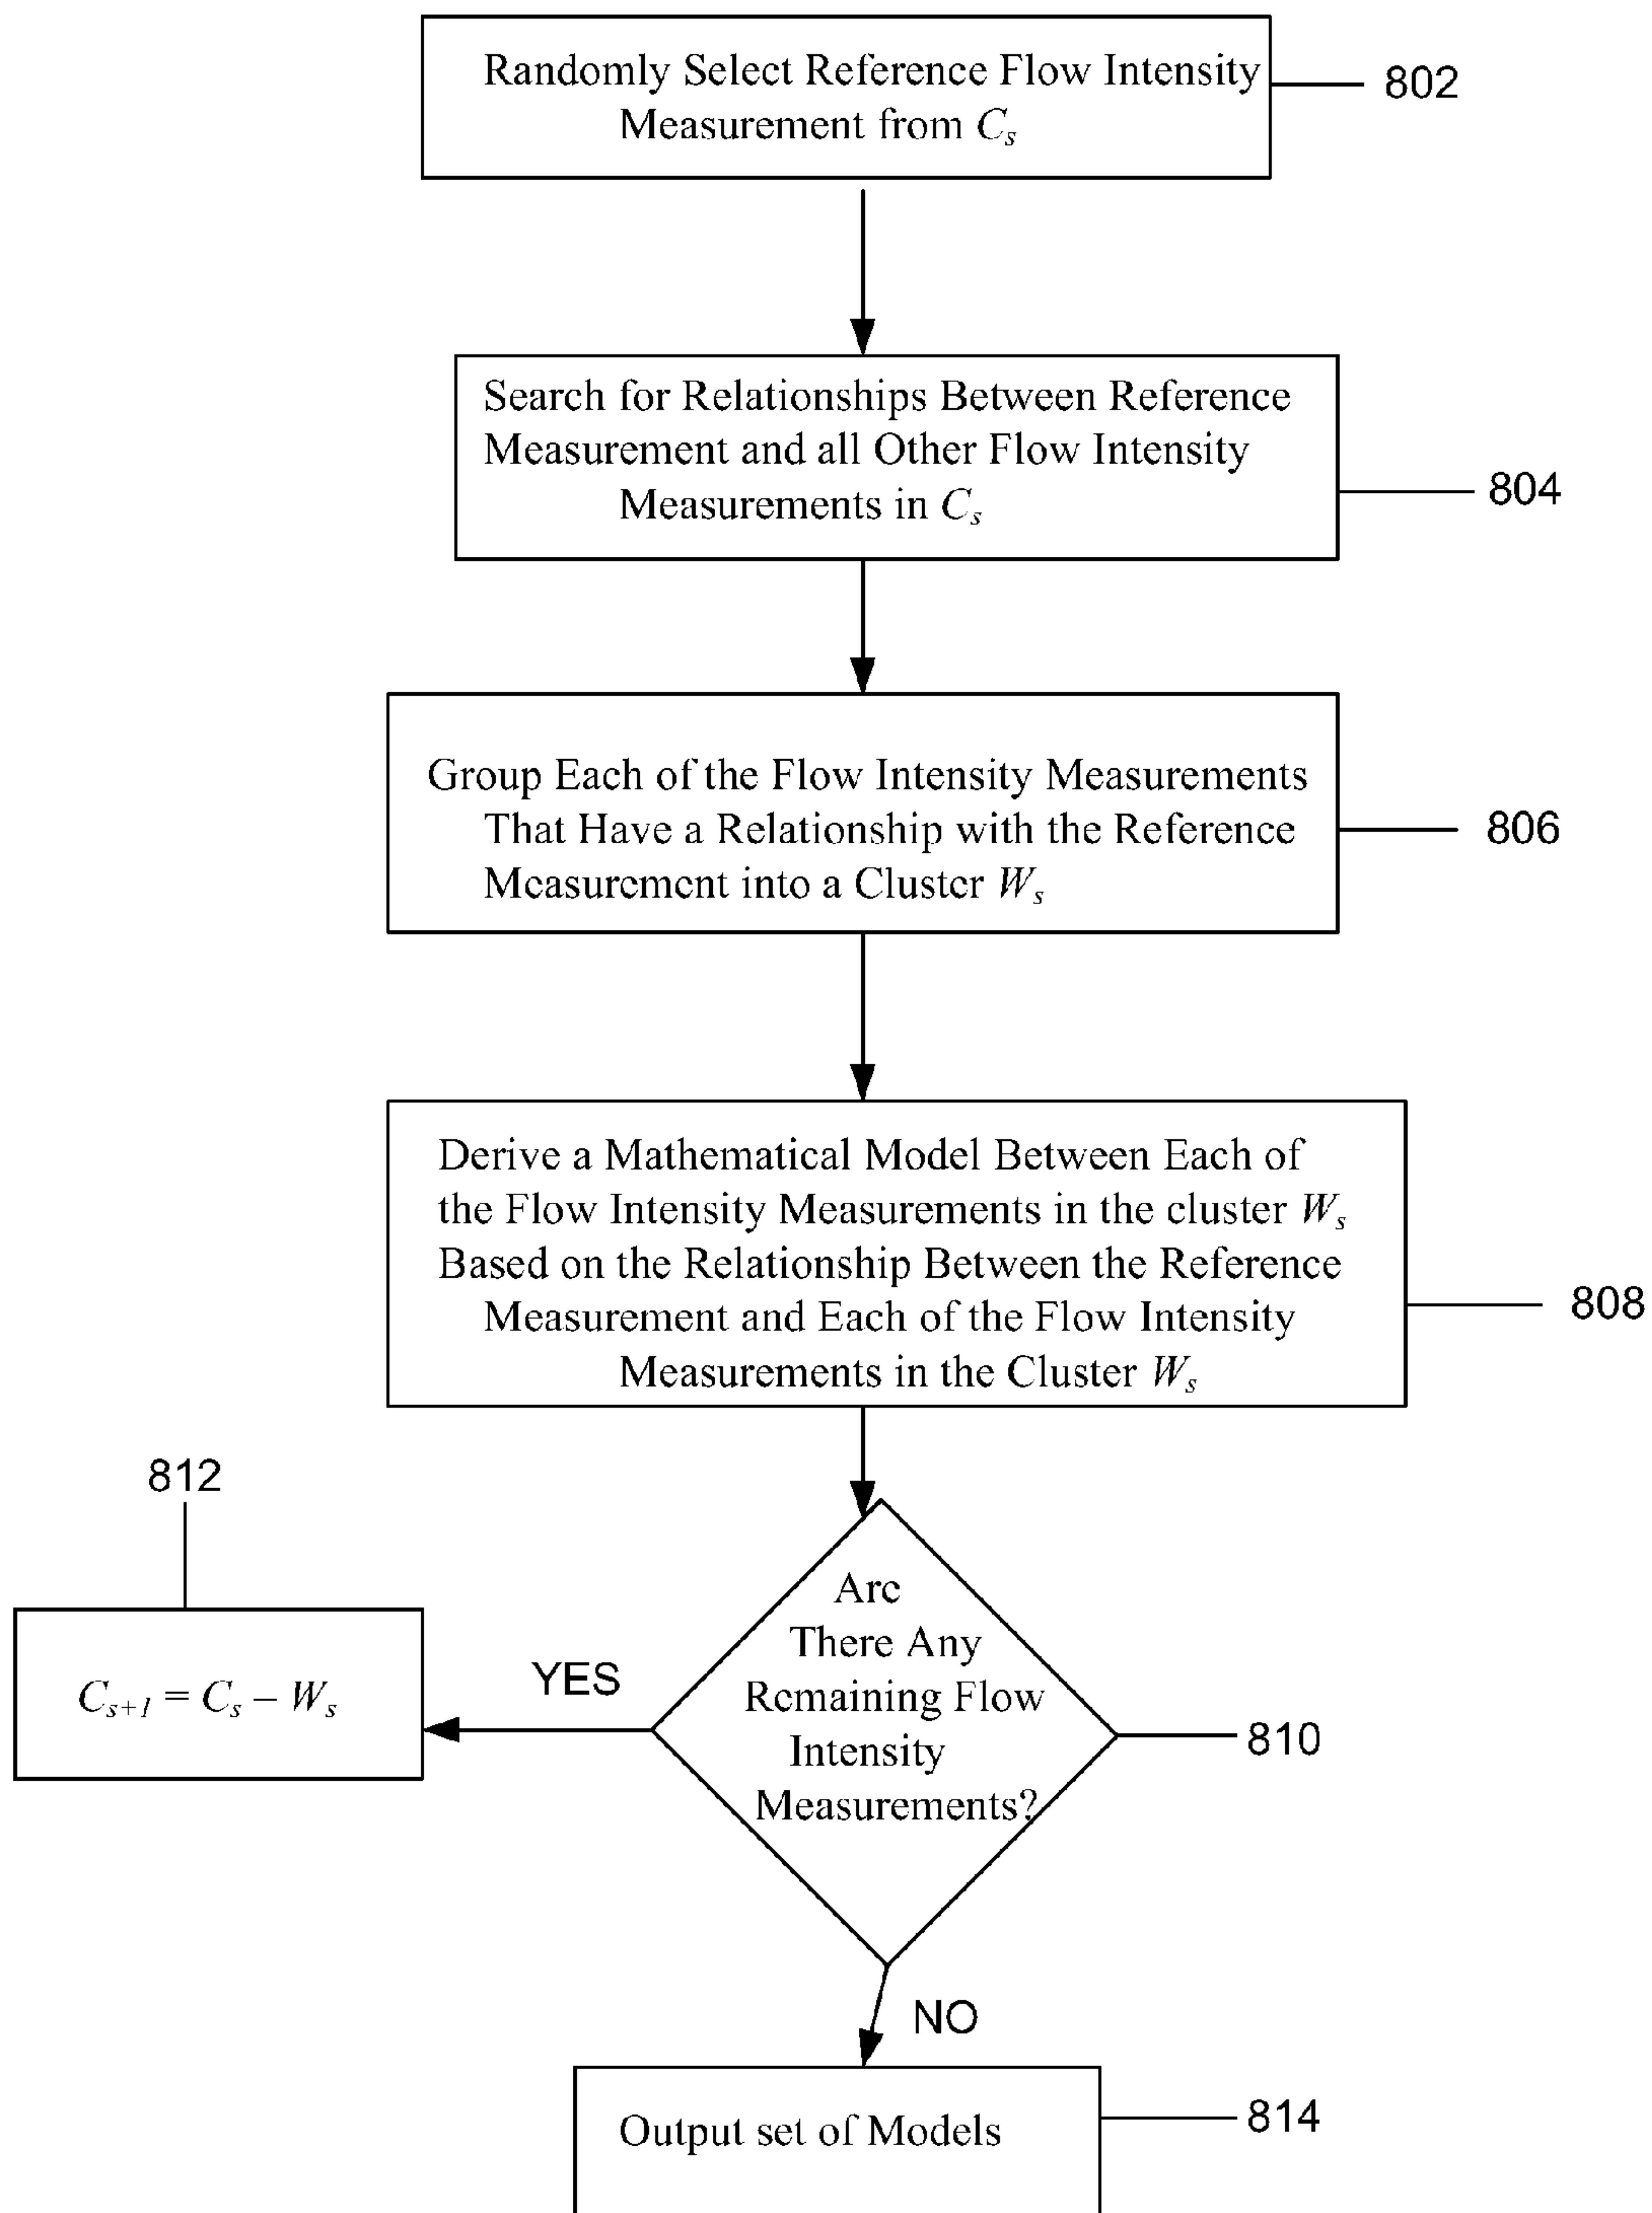 Randomly Select Reference Flow Intensity
Measurement from Cs
802
Search for Relationships Between Reference
Measurement and all Other Flow Intensity
Measurements in Cs
804
Group Each of the Flow Intensity Measurements
That Have a Relationship with the Reference
Measurement into a Cluster Ws
806
Derive a Mathematical Model Between Each of
the Flow Intensity Measurements in the cluster Ws
Based on the Relationship Between the Reference
Measurement and Each of the Flow Intensity
Measurements in the Cluster Ws
808
812
Cs+1 = Cs – Ws
YES
Are
There Any
Remaining Flow
Intensity
Measurements?
810
NO
Output set of Models
814